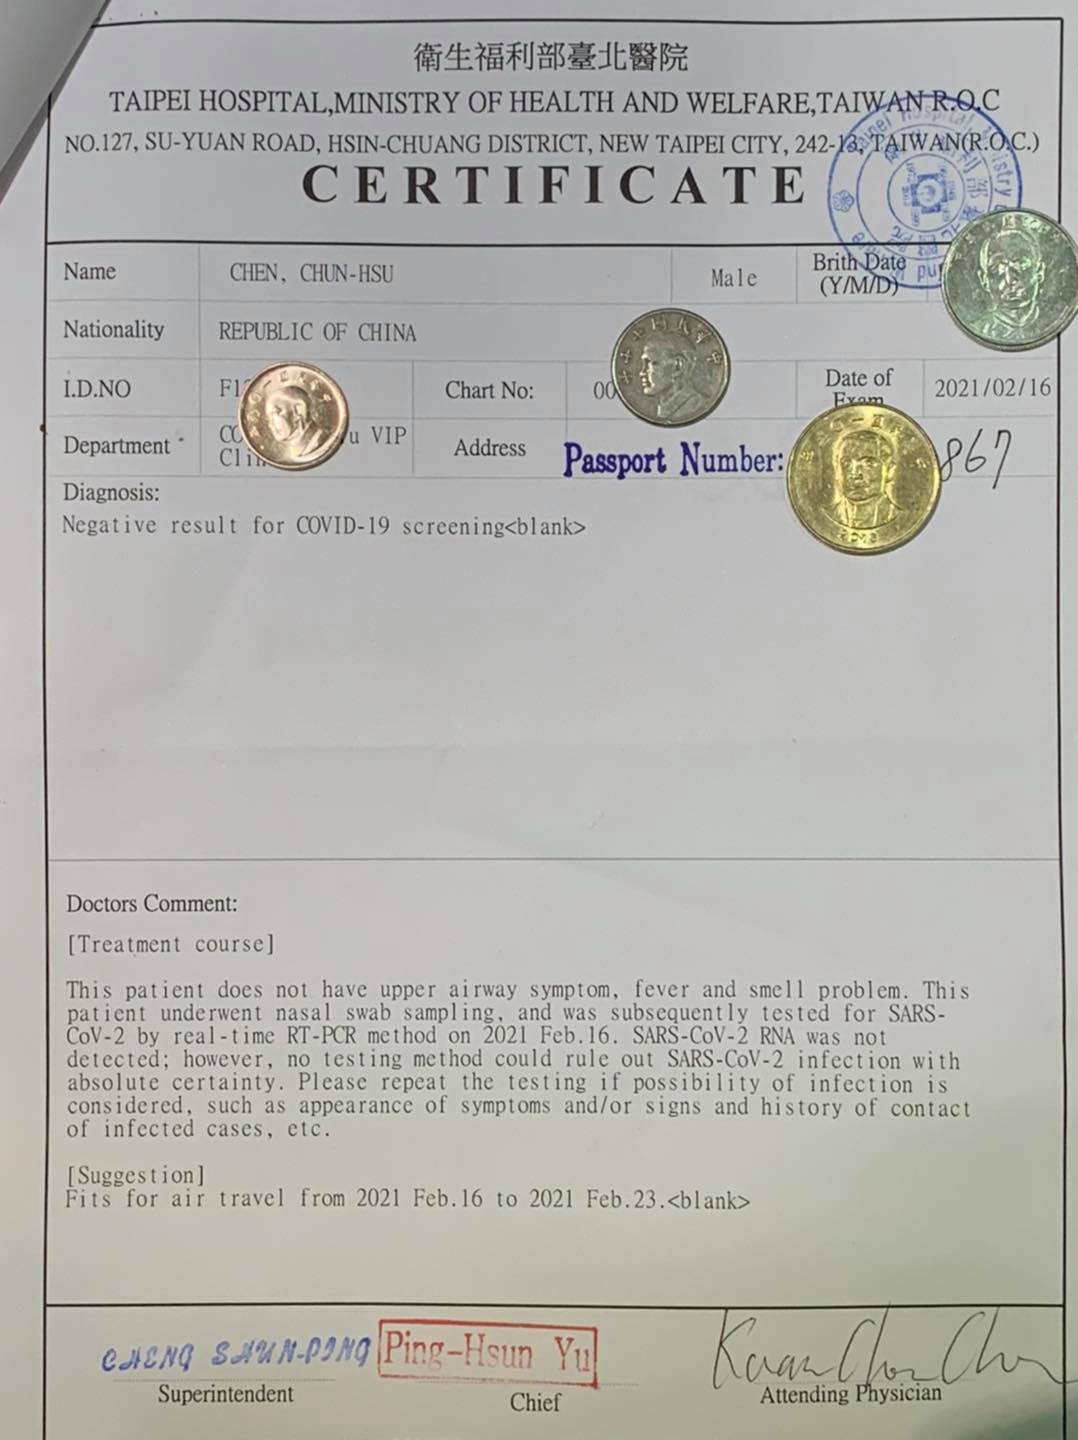 衛生福利部臺北醫院
TAIPEI HOSPITAL,MINISTRY OF HEALTH AND WELFARE,TAIWAN R.O.C
NO.127, SU-YUAN ROAD, HSIN-CHUANG DISTRICT, NEW TAIPEI CITY, 242-13, TAIWAN(R.O.C.)
CERTIFICATE
Name CHEN, CHUN-HSU Male Brith Date
(Y/M/D)
Nationality REPUBLIC OF CHINA
I.D.NO F1 Chart No: 00 Date of
Exam 2021/02/16
Department VIP Address Passport Number: 867
Diagnosis:
Negative result for COVID-19 screening<blank>
Doctors Comment:
[Treatment course]
This patient does not have upper airway symptom, fever and smell problem. This
patient underwent nasal swab sampling, and was subsequently tested for SARS-
CoV-2 by real-time RT-PCR method on 2021 Feb.16. SARS-CoV-2 RNA was not
detected; however, no testing method could rule out SARS-CoV-2 infection with
absolute certainty. Please repeat the testing if possibility of infection is
considered, such as appearance of symptoms and/or signs and history of contact
of infected cases, etc.
[Suggestion]
Fits for air travel from 2021 Feb.16 to 2021 Feb.23.<blank>
CHENG SHUN-PING Ping-Hsun Yu
Superintendent Chief Attending Physician